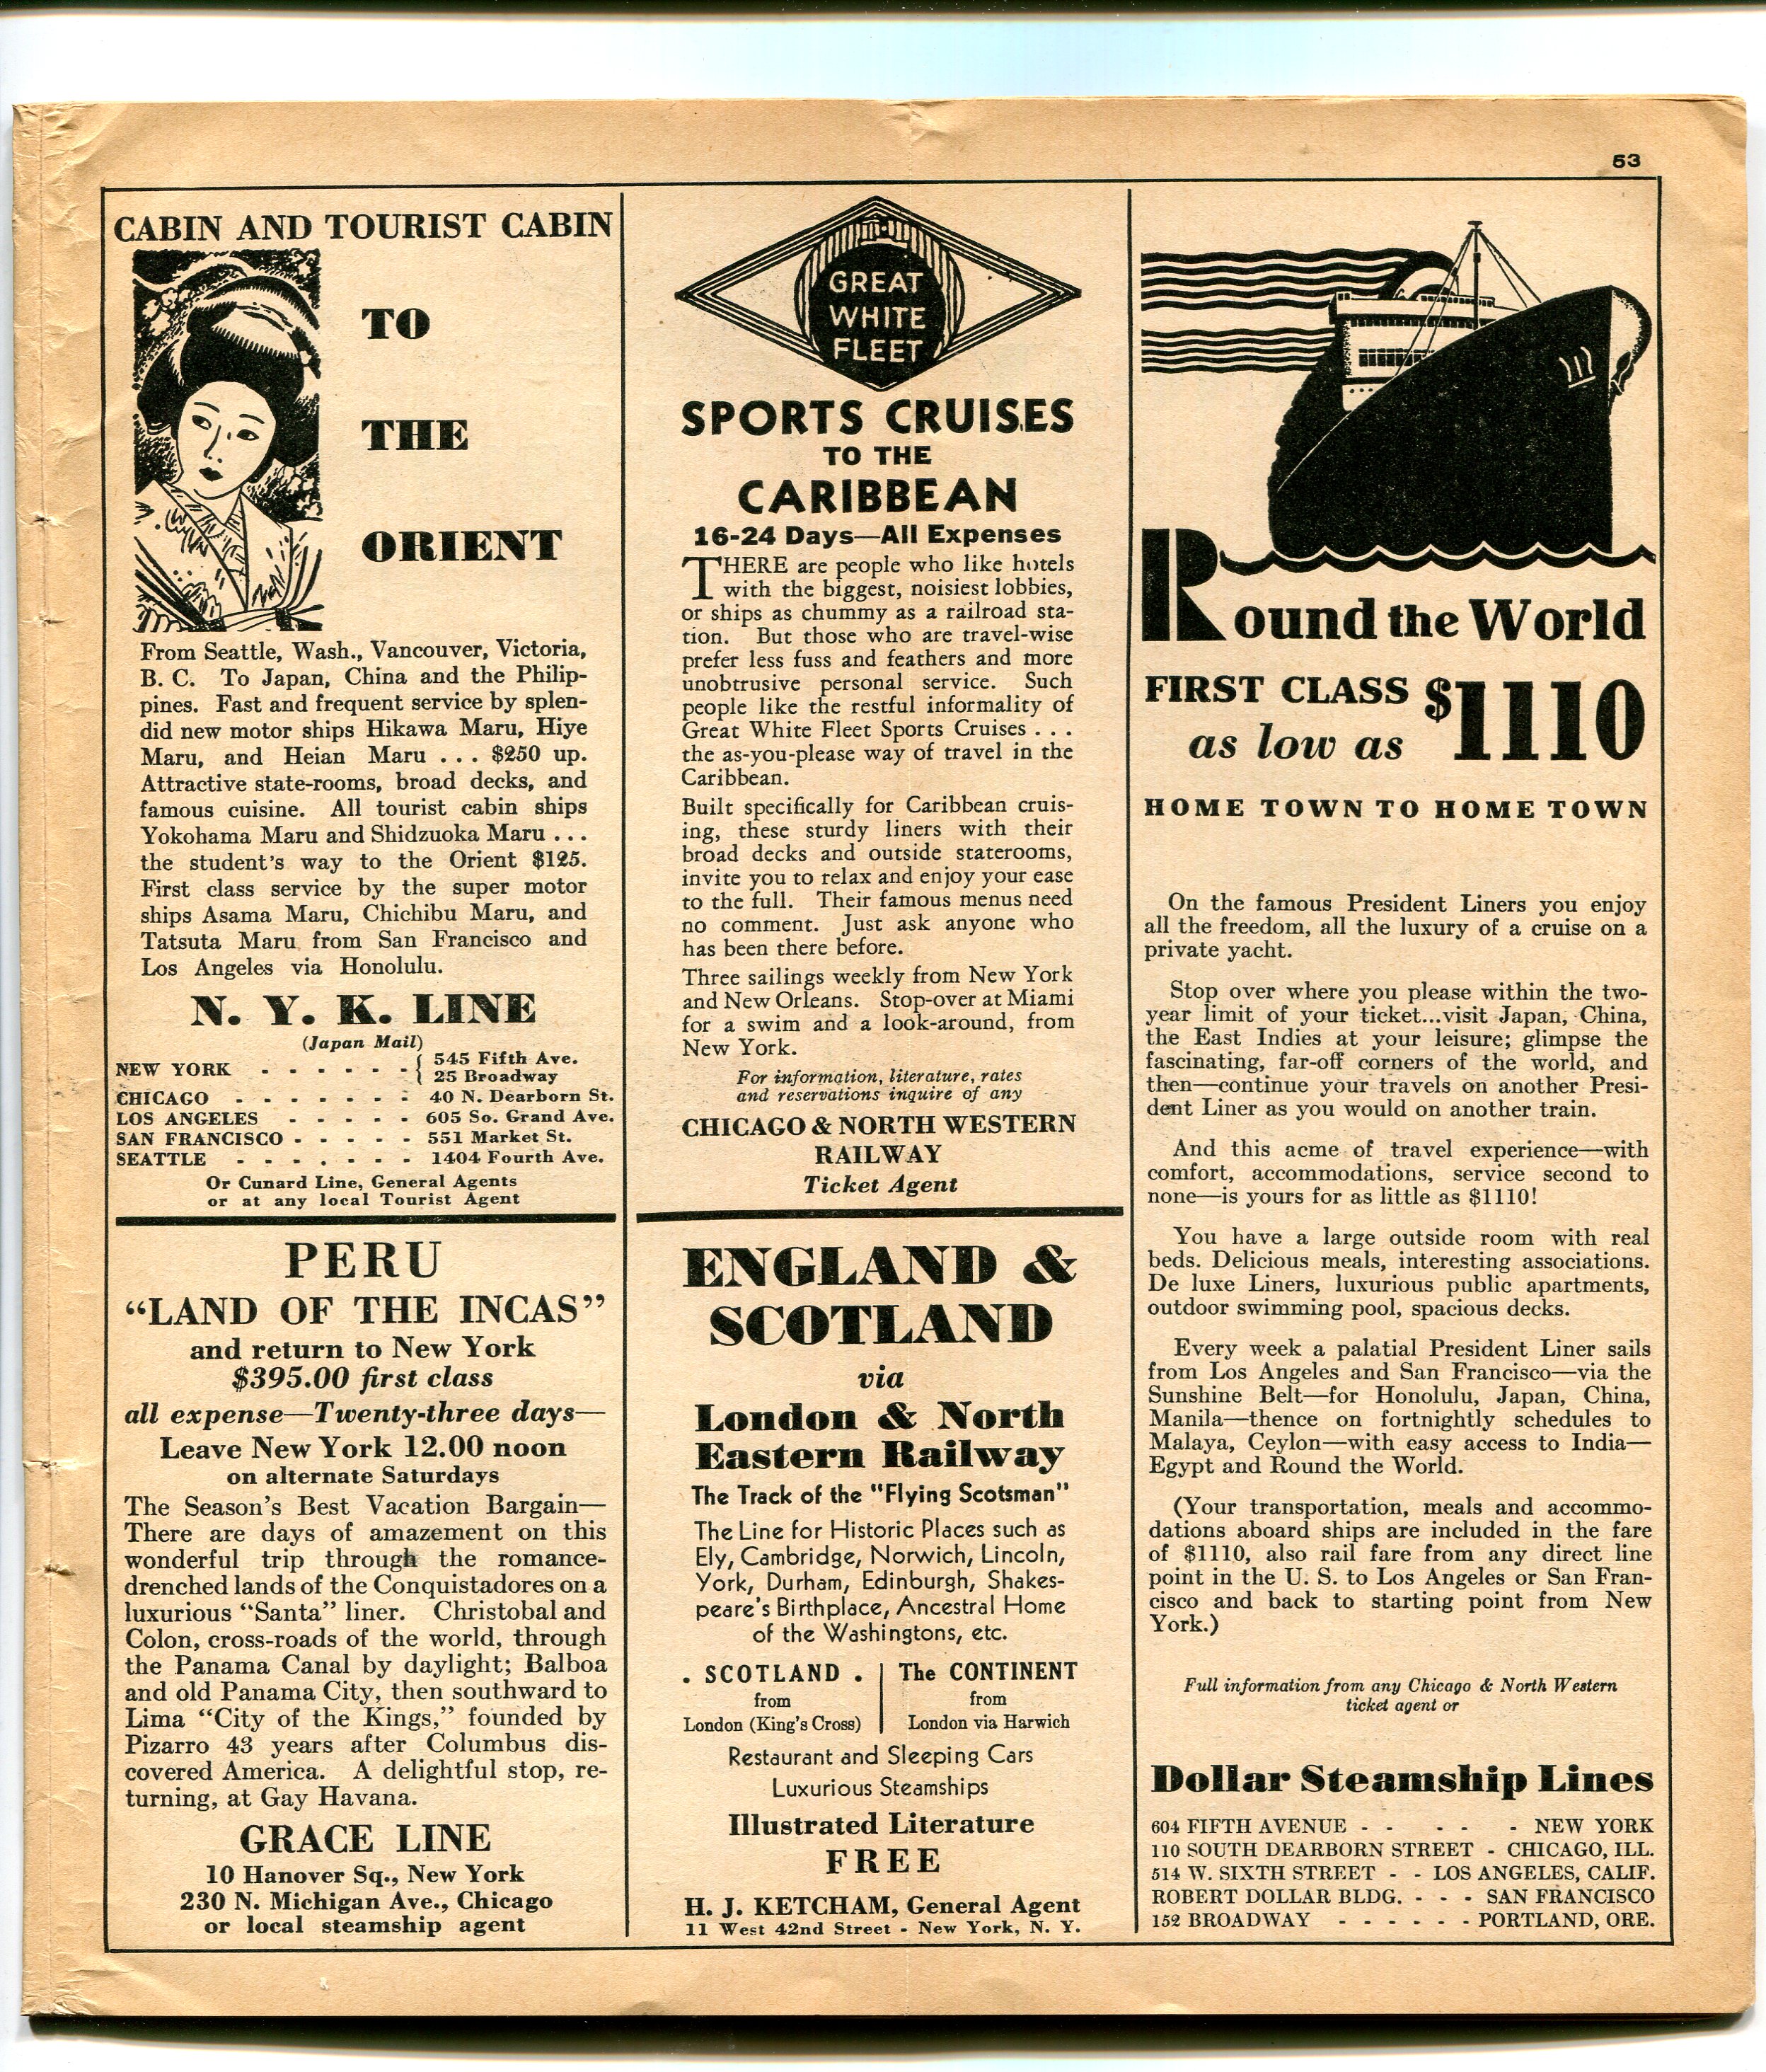 53
CABIN AND TOURIST CABIN
TO
THE
ORIENT
From Seattle, Wash., Vancouver, Victoria,
B. C. To Japan, China and the Philip-
pines. Fast and frequent service by splen-
did new motor ships Hikawa Maru, Hiye
Maru, and Heian Maru . . . $250 up.
Attractive state-rooms, broad decks, and
famous cuisine. All tourist cabin ships
Yokohama Maru and Shidzuoka Maru . . .
the student's way to the Orient $125.
First class service by the super motor
ships Asama Maru, Chichibu Maru, and
Tatsuta Maru from San Francisco and
Los Angeles via Honolulu.
N. Y. K. LINE
(Japan Mail)
NEW YORK - - - - - - { 545 Fifth Ave.
25 Broadway
CHICAGO - - - - - - - 40 N. Dearborn St.
LOS ANGELES - - - - - 605 So. Grand Ave.
SAN FRANCISCO - - - - - 551 Market St.
SEATTLE - - - - - - - 1404 Fourth Ave.
Or Cunard Line, General Agents
or at any local Tourist Agent
PERU
"LAND OF THE INCAS"
and return to New York
$395.00 first class
all expense—Twenty-three days—
Leave New York 12.00 noon
on alternate Saturdays
The Season's Best Vacation Bargain—
There are days of amazement on this
wonderful trip through the romance-
drenched lands of the Conquistadores on a
luxurious "Santa" liner. Christobal and
Colon, cross-roads of the world, through
the Panama Canal by daylight; Balboa
and old Panama City, then southward to
Lima "City of the Kings," founded by
Pizarro 43 years after Columbus dis-
covered America. A delightful stop, re-
turning, at Gay Havana.
GRACE LINE
10 Hanover Sq., New York
230 N. Michigan Ave., Chicago
or local steamship agent
GREAT
WHITE
FLEET
SPORTS CRUISES
TO THE
CARIBBEAN
16-24 Days—All Expenses
THERE are people who like hotels
with the biggest, noisiest lobbies,
or ships as chummy as a railroad sta-
tion. But those who are travel-wise
prefer less fuss and feathers and more
unobtrusive personal service. Such
people like the restful informality of
Great White Fleet Sports Cruises . . .
the as-you-please way of travel in the
Caribbean.
Built specifically for Caribbean cruis-
ing, these sturdy liners with their
broad decks and outside staterooms,
invite you to relax and enjoy your ease
to the full. Their famous menus need
no comment. Just ask anyone who
has been there before.
Three sailings weekly from New York
and New Orleans. Stop-over at Miami
for a swim and a look-around, from
New York.
For information, literature, rates
and reservations inquire of any
CHICAGO & NORTH WESTERN
RAILWAY
Ticket Agent
ENGLAND &
SCOTLAND
via
London & North
Eastern Railway
The Track of the "Flying Scotsman"
The Line for Historic Places such as
Ely, Cambridge, Norwich, Lincoln,
York, Durham, Edinburgh, Shakes-
peare's Birthplace, Ancestral Home
of the Washingtons, etc.
. SCOTLAND . | The CONTINENT
from | from
London (King's Cross) | London via Harwich
Restaurant and Sleeping Cars
Luxurious Steamships
Illustrated Literature
FREE
H. J. KETCHAM, General Agent
11 West 42nd Street - New York, N. Y.
Round the World
FIRST CLASS $1110
as low as
HOME TOWN TO HOME TOWN
On the famous President Liners you enjoy
all the freedom, all the luxury of a cruise on a
private yacht.
Stop over where you please within the two-
year limit of your ticket...visit Japan, China,
the East Indies at your leisure; glimpse the
fascinating, far-off corners of the world, and
then—continue your travels on another Presi-
dent Liner as you would on another train.
And this acme of travel experience—with
comfort, accommodations, service second to
none—is yours for as little as $1110!
You have a large outside room with real
beds. Delicious meals, interesting associations.
De luxe Liners, luxurious public apartments,
outdoor swimming pool, spacious decks.
Every week a palatial President Liner sails
from Los Angeles and San Francisco—via the
Sunshine Belt—for Honolulu, Japan, China,
Manila—thence on fortnightly schedules to
Malaya, Ceylon—with easy access to India—
Egypt and Round the World.
(Your transportation, meals and accommo-
dations aboard ships are included in the fare
of $1110, also rail fare from any direct line
point in the U. S. to Los Angeles or San Fran-
cisco and back to starting point from New
York.)
Full information from any Chicago & North Western
ticket agent or
Dollar Steamship Lines
604 FIFTH AVENUE - - - - - NEW YORK
110 SOUTH DEARBORN STREET - CHICAGO, ILL.
514 W. SIXTH STREET - - LOS ANGELES, CALIF.
ROBERT DOLLAR BLDG. - - - SAN FRANCISCO
152 BROADWAY - - - - - - PORTLAND, ORE.